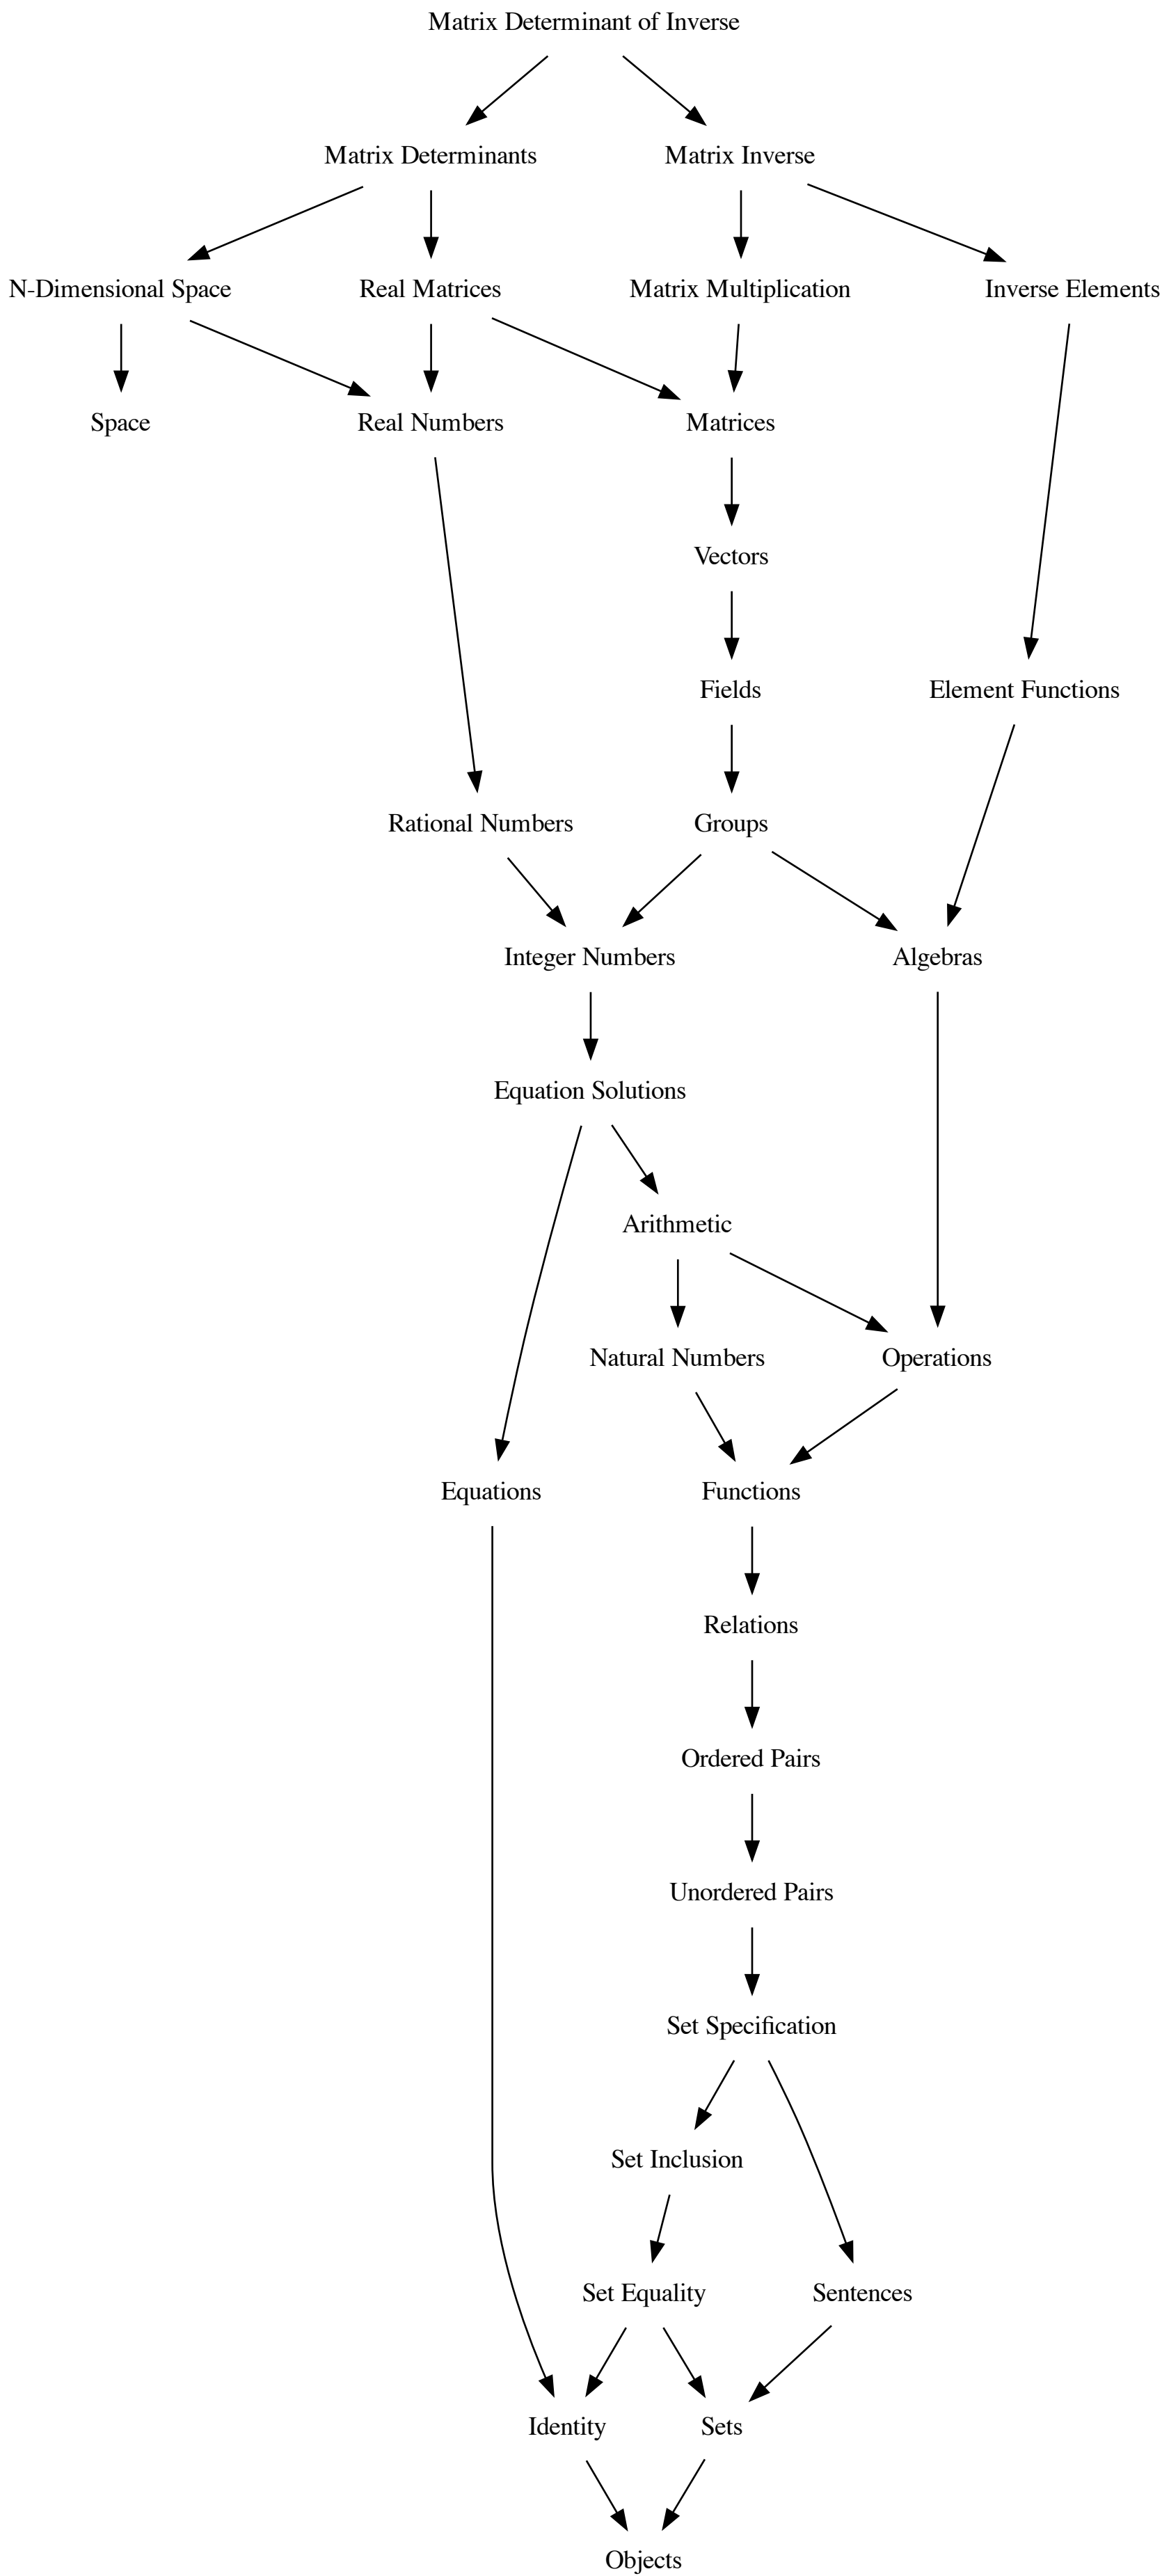 Matrix Determinant of Inverse
Matrix Determinants
Matrix Inverse
N-Dimensional Space
Real Matrices
Matrix Multiplication
Inverse Elements
Space
Real Numbers
Matrices
Vectors
Fields
Element Functions
Rational Numbers
Groups
Integer Numbers
Algebras
Equation Solutions
Arithmetic
Natural Numbers
Operations
Equations
Functions
Relations
Ordered Pairs
Unordered Pairs
Set Specification
Set Inclusion
Set Equality
Sentences
Identity
Sets
Objects